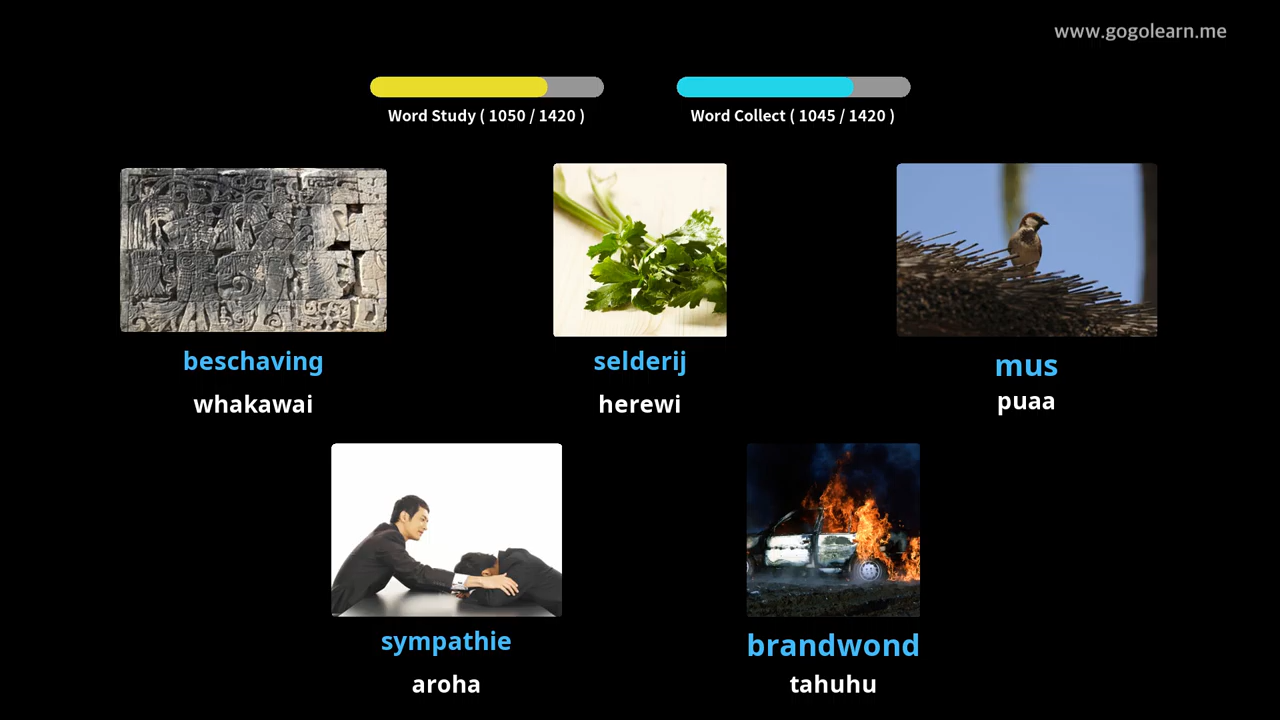 www.gogolearn.me
Word Study ( 1050 / 1420 )
Word Collect ( 1045 / 1420 )
beschaving
whakawai
selderij
herewi
mus
puaa
sympathie
aroha
brandwond
tahuhu